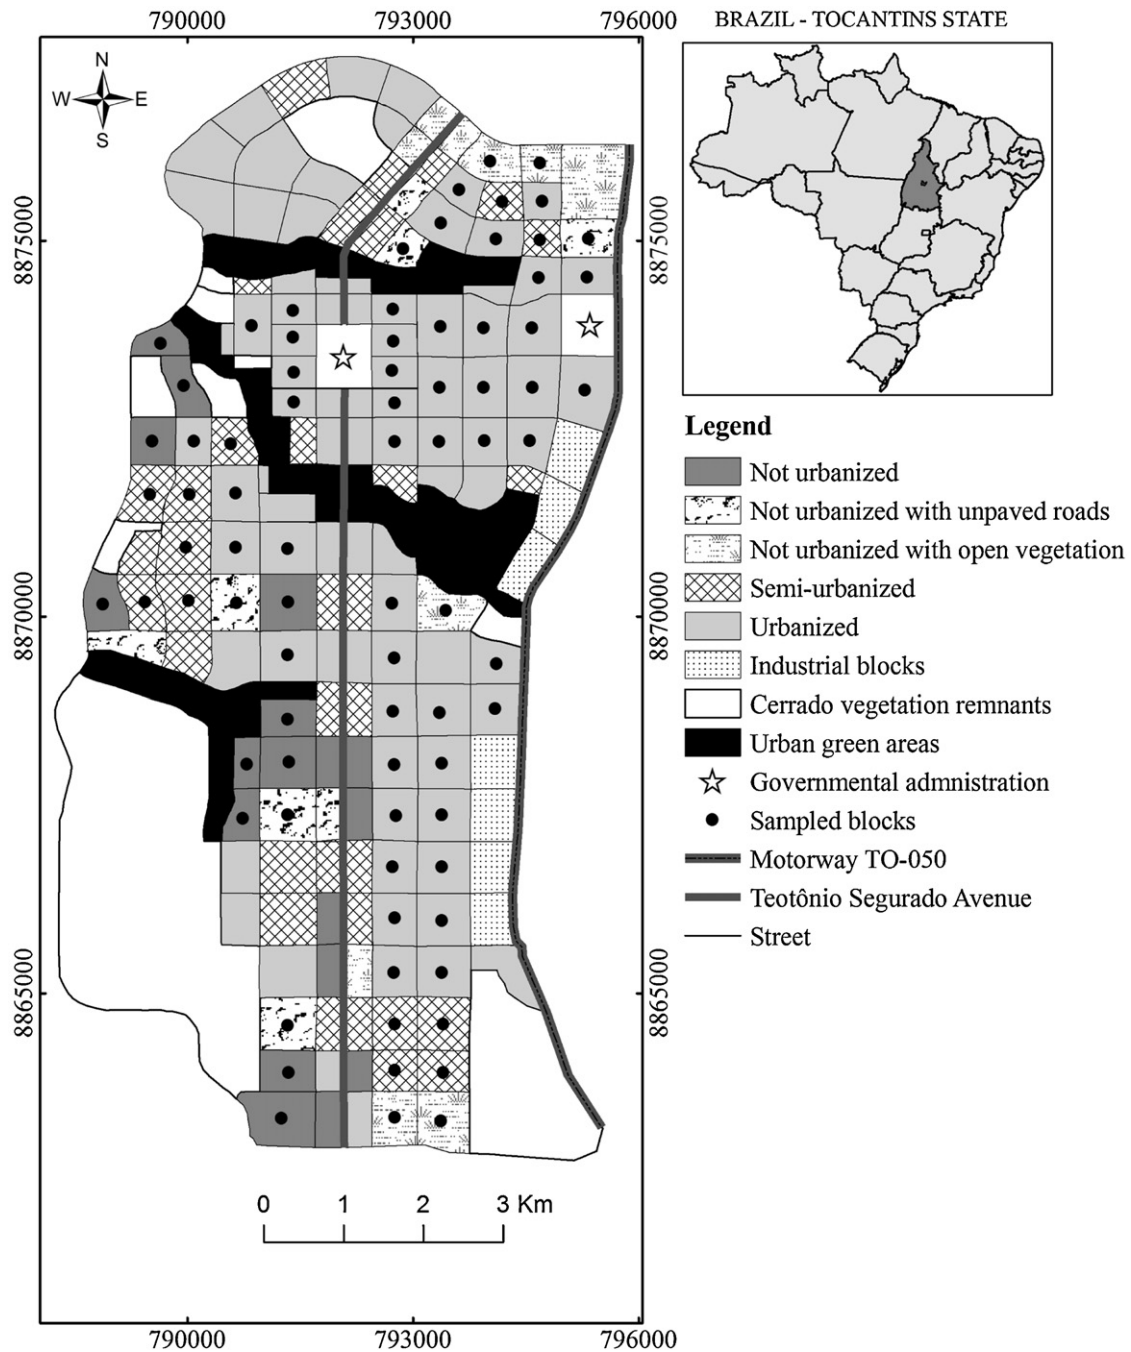 790000 793000 796000
BRAZIL - TOCANTINS STATE
N
W E
S
8875000 8875000
8870000 8870000
8865000 8865000
Legend
Not urbanized
Not urbanized with unpaved roads
Not urbanized with open vegetation
Semi-urbanized
Urbanized
Industrial blocks
Cerrado vegetation remnants
Urban green areas
Governmental admnistration
Sampled blocks
Motorway TO-050
Teotônio Segurado Avenue
Street
0 1 2 3 Km
790000 793000 796000